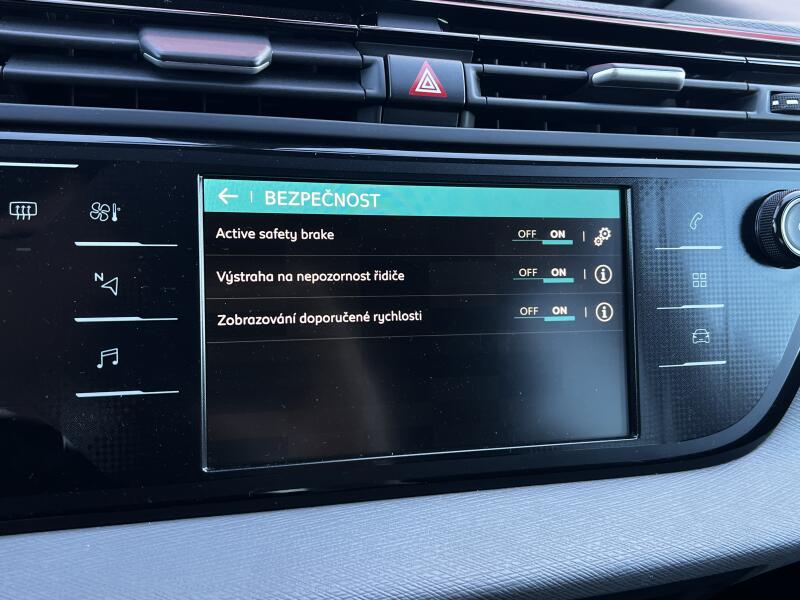 BEZPEČNOST
Active safety brake OFF ON
Výstraha na nepozornost řidiče OFF ON
Zobrazování doporučené rychlosti OFF ON
N